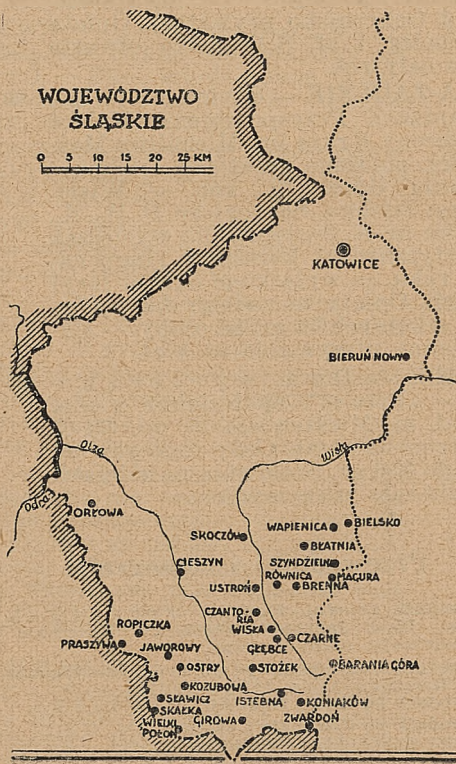 WOJEWÓDZTWO
ŚLĄSKIE
0 5 10 15 20 25 KM
KATOWICE
BIERUŃ NOWY
Olza
Wisła
Odra
ORŁOWA
WAPIENICA
BIELSKO
SKOCZÓW
BŁATNIA
CIESZYN
SZYNDZIELNIA
RÓWNICA
MAGURA
USTROŃ
BRENNA
CZANTO-
RIA
ROPICZKA
WISŁA
CZARNE
PRASZYWA
JAWOROWY
GŁĘBCE
OSTRY
STOŻEK
BARANIA GÓRA
KOZUBOWA
SŁAWICZ
ISTEBNA
KONIAKÓW
SKAŁKA
WIELKI
POŁOM
GIROWA
ZWARDOŃ